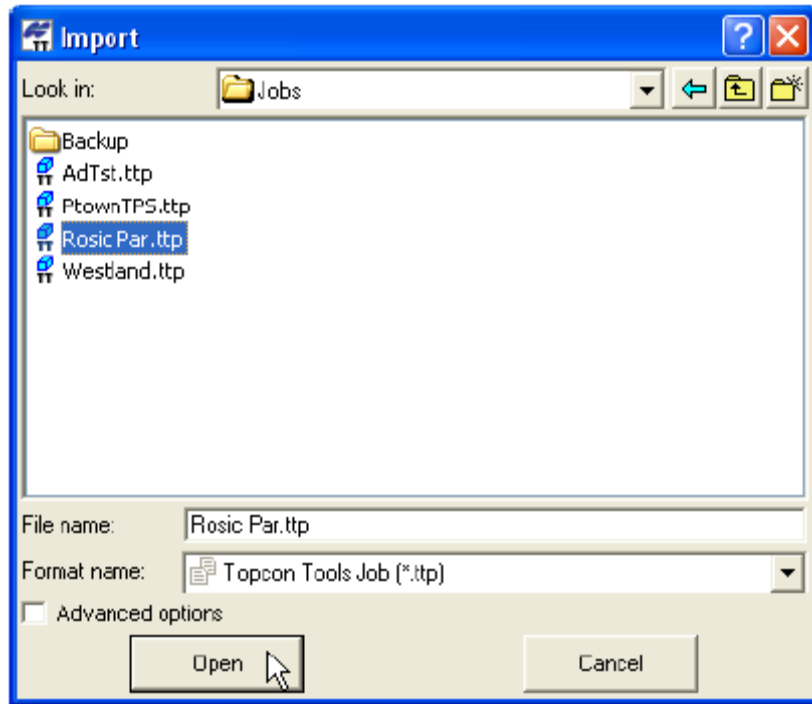 Import
Look in: Jobs
Backup
AdTst.ttp
PtownTPS.ttp
Rosic Par.ttp
Westland.ttp
File name: Rosic Par.ttp
Format name: Topcon Tools Job (*.ttp)
Advanced options
Open Cancel